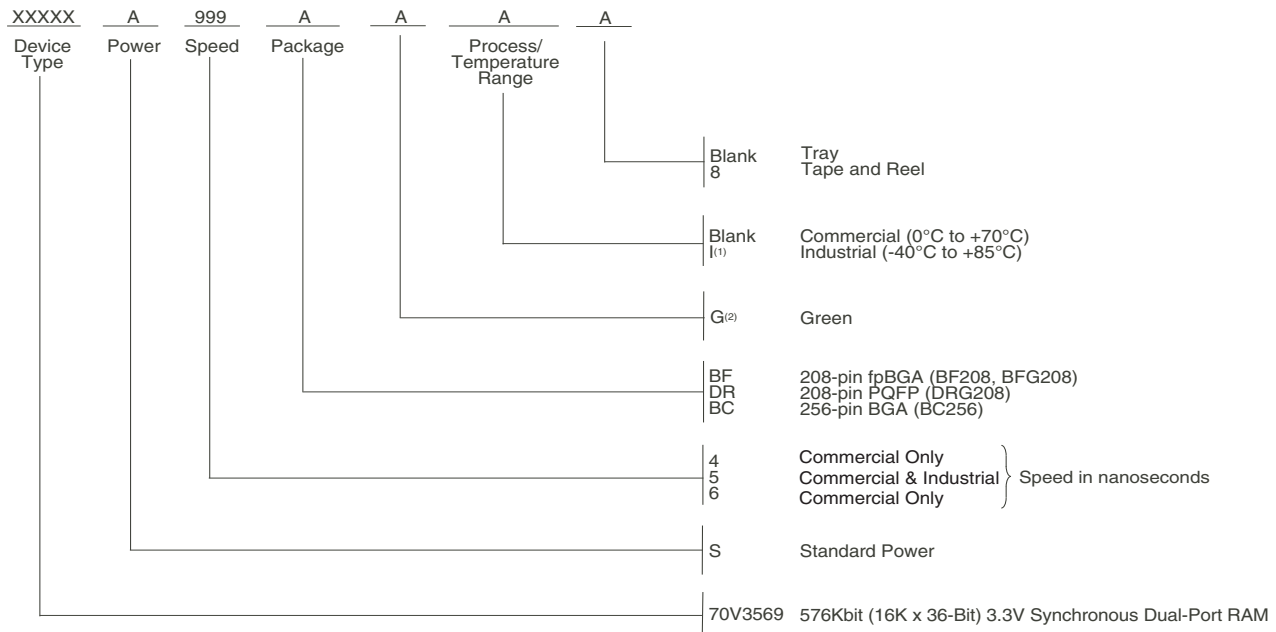 XXXXX A 999 A A A A
Device Type Power Speed Package Process/ Temperature Range
Blank Tray
8 Tape and Reel
Blank Commercial (0°C to +70°C)
I(1) Industrial (-40°C to +85°C)
G(2) Green
BF 208-pin fpBGA (BF208, BFG208)
DR 208-pin PQFP (DRG208)
BC 256-pin BGA (BC256)
4 Commercial Only
5 Commercial & Industrial Speed in nanoseconds
6 Commercial Only
S Standard Power
70V3569 576Kbit (16K x 36-Bit) 3.3V Synchronous Dual-Port RAM